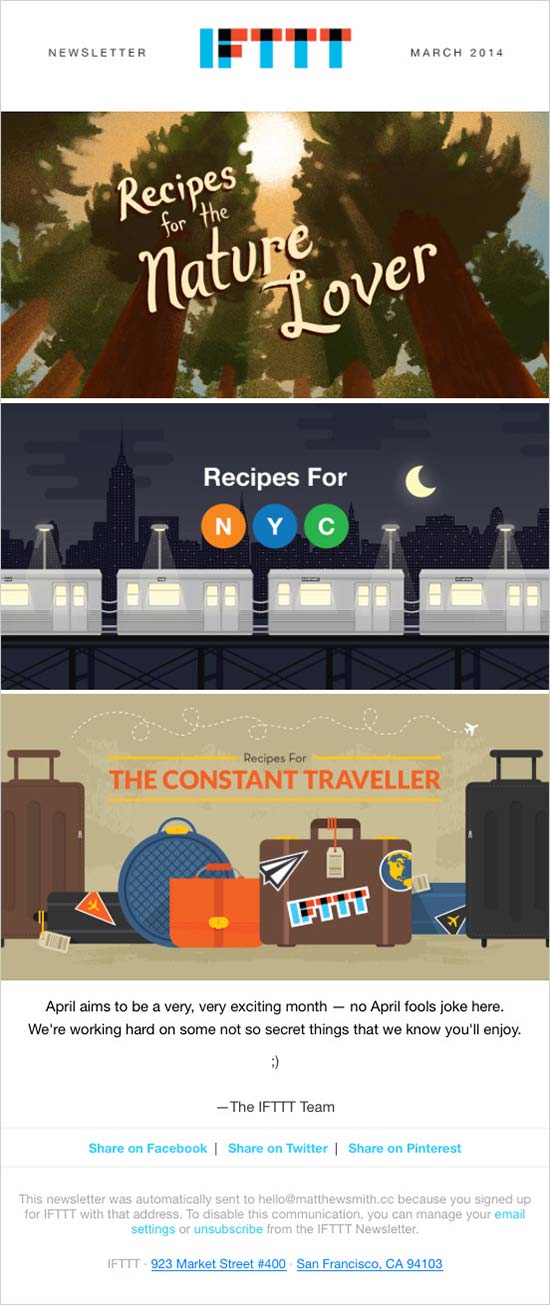 NEWSLETTER
IFTTT
MARCH 2014
Recipes
for the
Nature
Lover
Recipes For
N Y C
Recipes For
THE CONSTANT TRAVELLER
IFTTT
April aims to be a very, very exciting month — no April fools joke here.
We're working hard on some not so secret things that we know you'll enjoy.
;)
—The IFTTT Team
Share on Facebook | Share on Twitter | Share on Pinterest
This newsletter was automatically sent to hello@matthewsmith.cc because you signed up
for IFTTT with that address. To disable this communication, you can manage your email
settings or unsubscribe from the IFTTT Newsletter.
IFTTT · 923 Market Street #400 · San Francisco, CA 94103